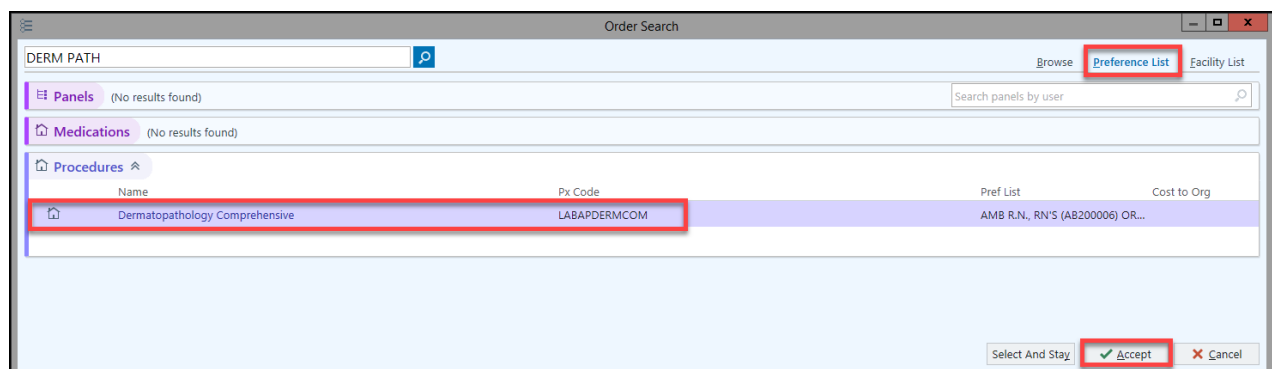 Order Search
DERM PATH
Browse Preference List Facility List
Panels (No results found) Search panels by user
Medications (No results found)
Procedures
Name Px Code Pref List Cost to Org
Dermatopathology Comprehensive LABAPDERMCOM AMB R.N., RN'S (AB200006) OR...
Select And Stay Accept Cancel